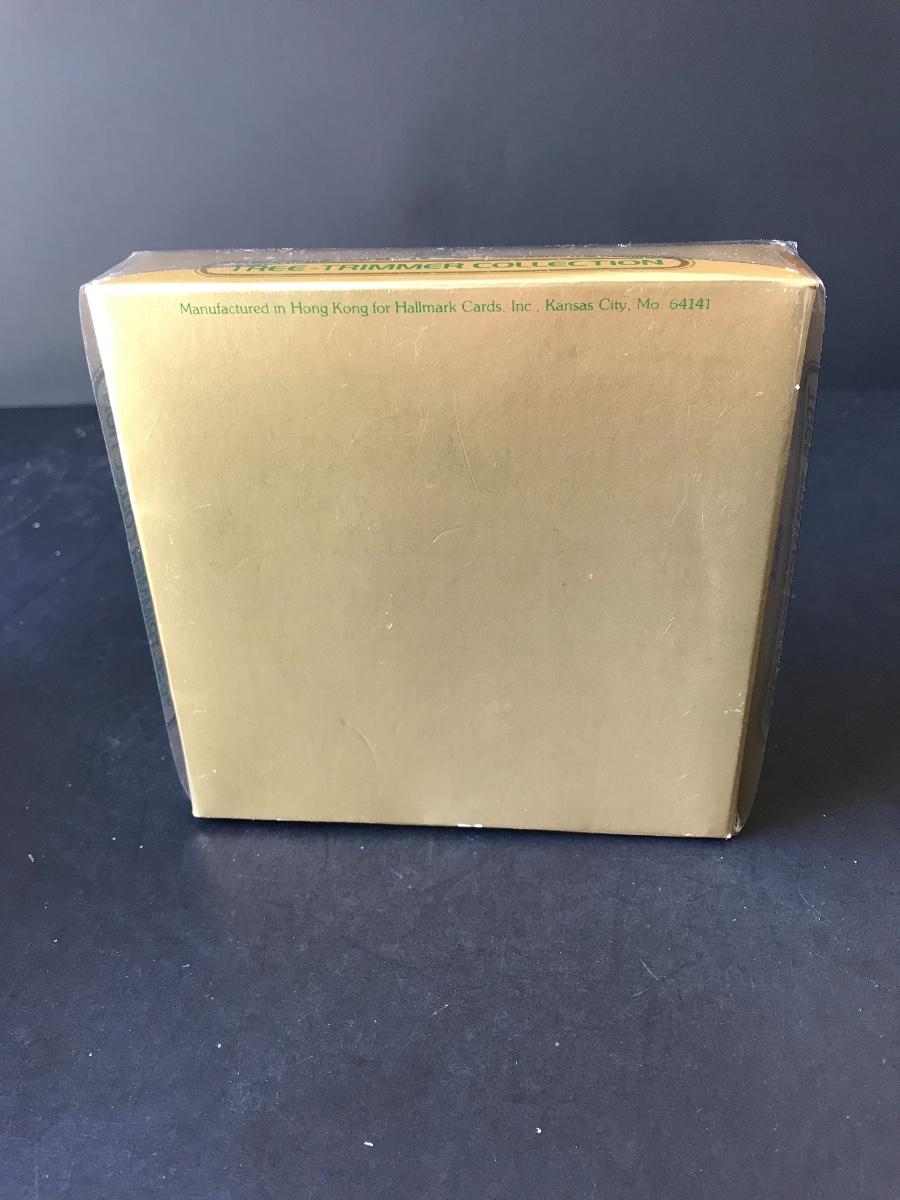 TREE-TRIMMER COLLECTION
Manufactured in Hong Kong for Hallmark Cards, Inc., Kansas City, Mo. 64141